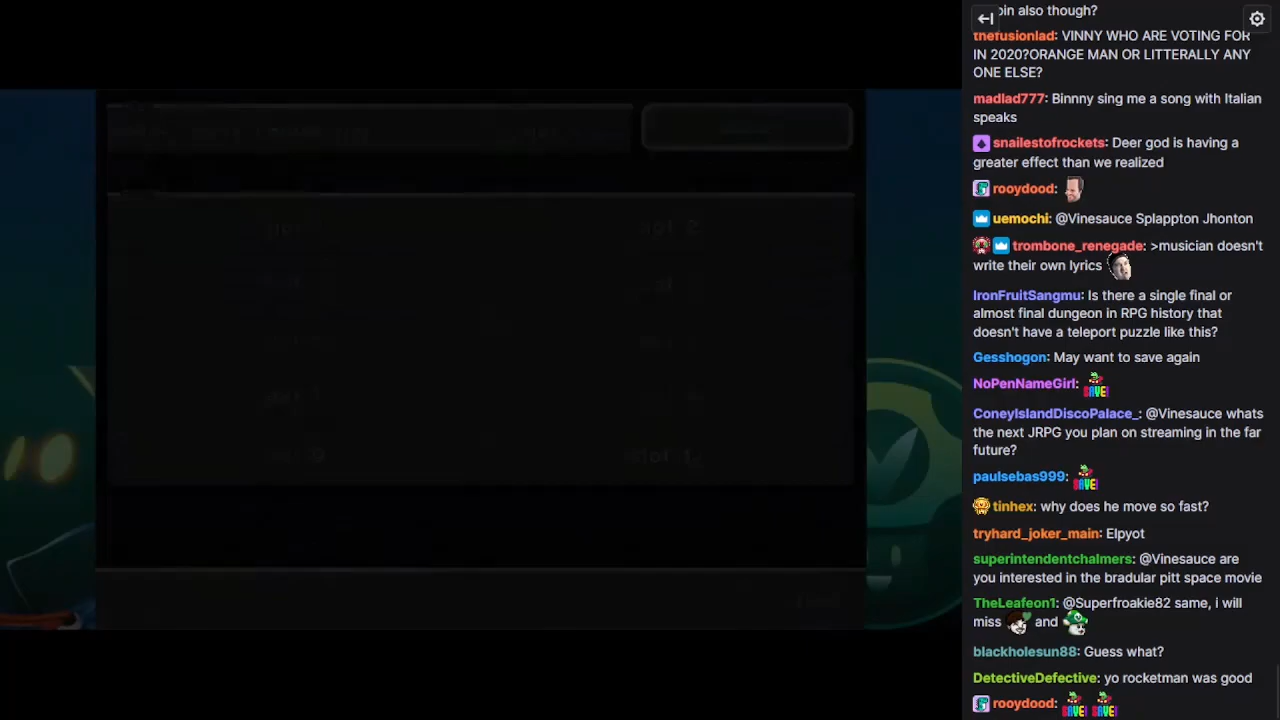 pin also though?
thefusionlad: VINNY WHO ARE VOTING FOR
IN 2020?ORANGE MAN OR LITTERALLY ANY
ONE ELSE?
madlad777: Binnny sing me a song with Italian
speaks
snailestofrockets: Deer god is having a
greater effect than we realized
rooydood:
uemochi: @Vinesauce Splappton Jhonton
trombone_renegade: >musician doesn't
write their own lyrics
IronFruitSangmu: Is there a single final or
almost final dungeon in RPG history that
doesn't have a teleport puzzle like this?
Gesshogon: May want to save again
NoPenNameGirl: SAVE!
ConeyIslandDiscoPalace_: @Vinesauce whats
the next JRPG you plan on streaming in the far
future?
paulsebas999: SAVE!
tinhex: why does he move so fast?
tryhard_joker_main: Elpyot
superintendentchalmers: @Vinesauce are
you interested in the bradular pitt space movie
TheLeafeon1: @Superfroakie82 same, i will
miss and
blackholesun88: Guess what?
DetectiveDefective: yo rocketman was good
rooydood: SAVE! SAVE!